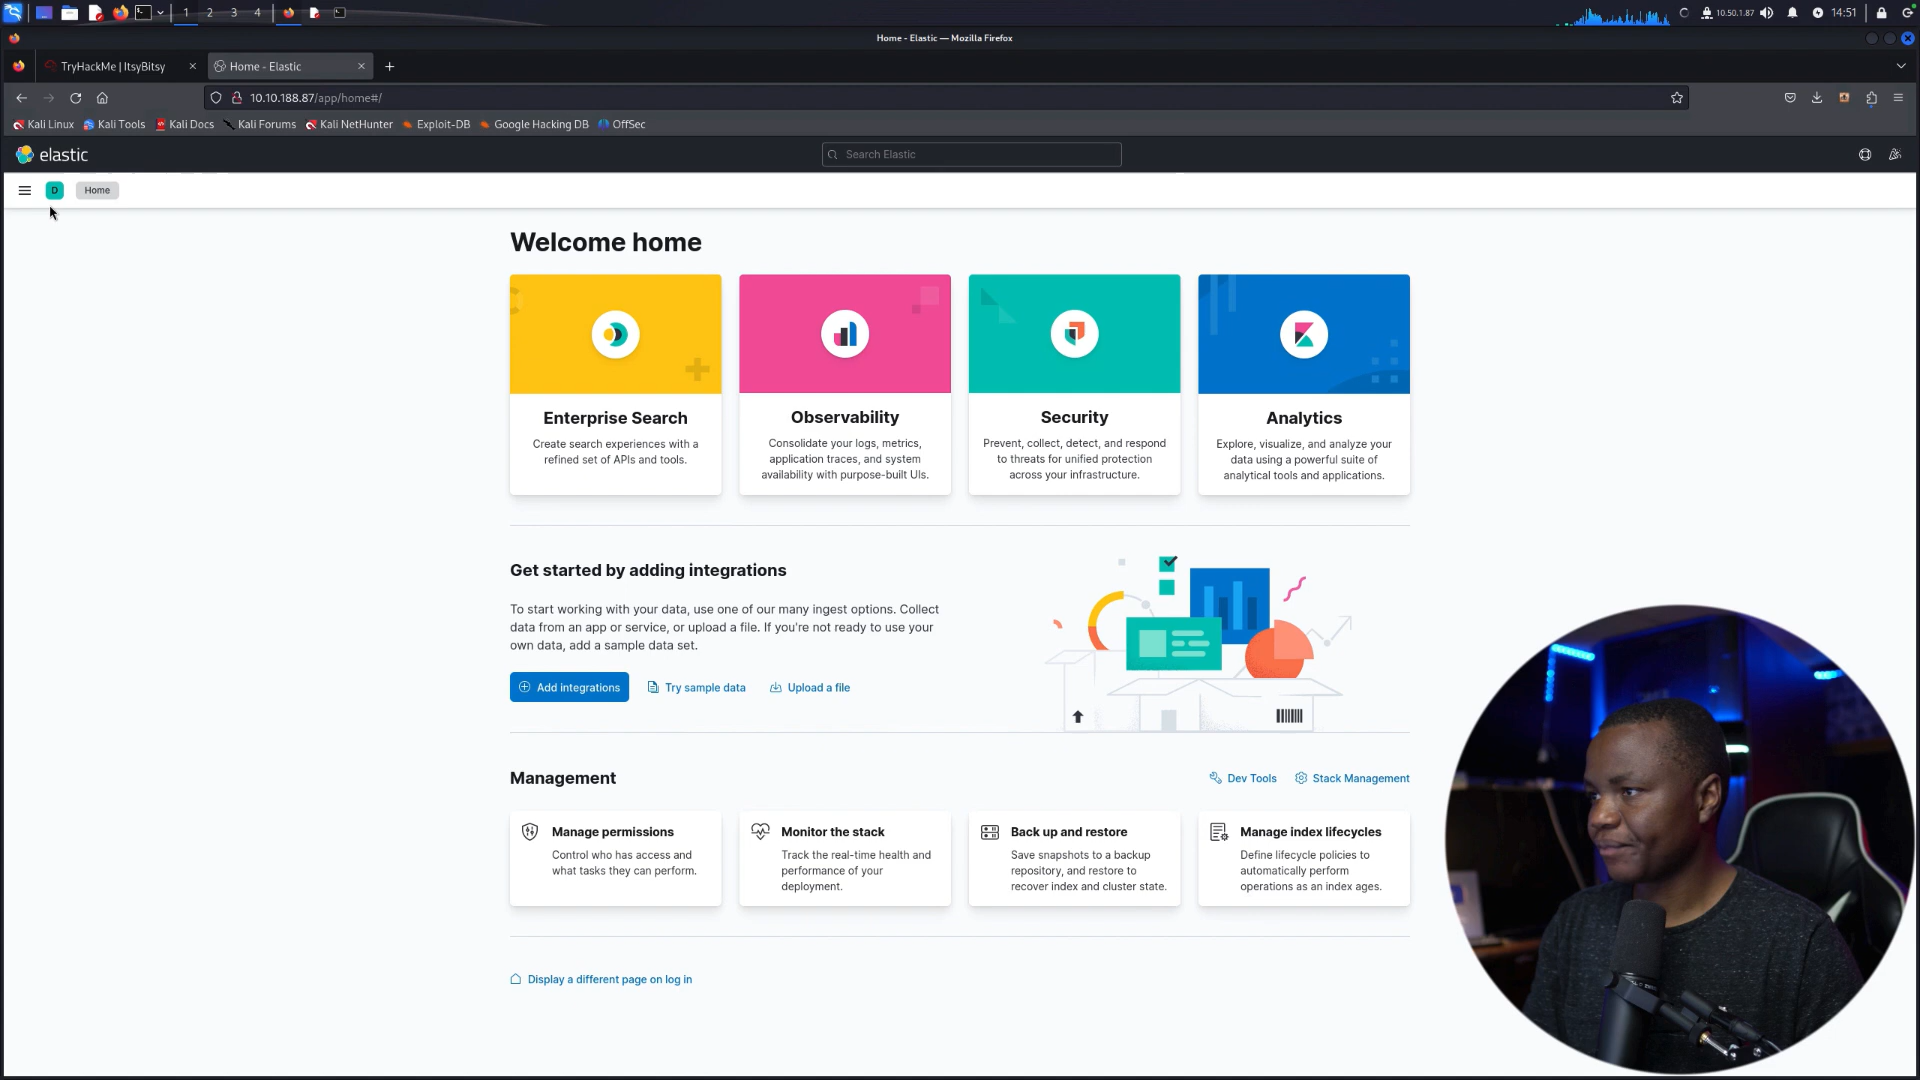 1 2 3 4
10.50.1.87
14:51
Home - Elastic — Mozilla Firefox
TryHackMe | ItsyBitsy
Home - Elastic
10.10.188.87/app/home#/
Kali Linux Kali Tools Kali Docs Kali Forums Kali NetHunter Exploit-DB Google Hacking DB OffSec
elastic
Search Elastic
D
Home
Welcome home
Enterprise Search
Create search experiences with a
refined set of APIs and tools.
Observability
Consolidate your logs, metrics,
application traces, and system
availability with purpose-built UIs.
Security
Prevent, collect, detect, and respond
to threats for unified protection
across your infrastructure.
Analytics
Explore, visualize, and analyze your
data using a powerful suite of
analytical tools and applications.
Get started by adding integrations
To start working with your data, use one of our many ingest options. Collect
data from an app or service, or upload a file. If you're not ready to use your
own data, add a sample data set.
Add integrations
Try sample data
Upload a file
Management
Dev Tools
Stack Management
Manage permissions
Control who has access and
what tasks they can perform.
Monitor the stack
Track the real-time health and
performance of your
deployment.
Back up and restore
Save snapshots to a backup
repository, and restore to
recover index and cluster state.
Manage index lifecycles
Define lifecycle policies to
automatically perform
operations as an index ages.
Display a different page on log in